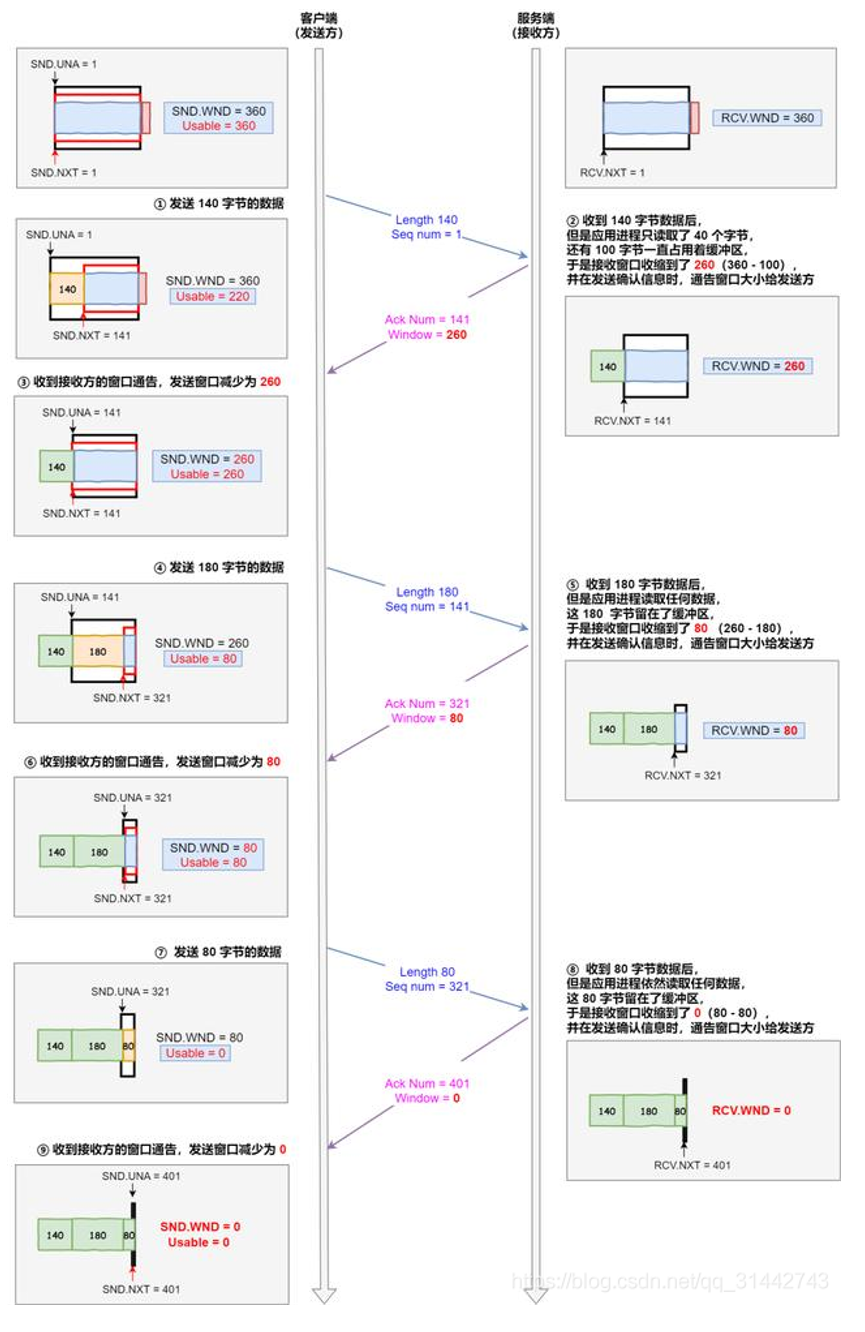 客户端
(发送方)
服务端
(接收方)
SND.UNA = 1
SND.WND = 360
Usable = 360
SND.NXT = 1
RCV.WND = 360
RCV.NXT = 1
① 发送 140 字节的数据
Length 140
Seq num = 1
② 收到 140 字节数据后，
但是应用进程只读取了 40 个字节，
还有 100 字节一直占用着缓冲区，
于是接收窗口收缩到了 260（360 - 100），
并在发送确认信息时，通告窗口大小给发送方
SND.UNA = 1
140
SND.WND = 360
Usable = 220
SND.NXT = 141
Ack Num = 141
Window = 260
140
RCV.WND = 260
RCV.NXT = 141
③ 收到接收方的窗口通告，发送窗口减少为 260
SND.UNA = 141
140
SND.WND = 260
Usable = 260
SND.NXT = 141
④ 发送 180 字节的数据
Length 180
Seq num = 141
⑤ 收到 180 字节数据后，
但是应用进程读取任何数据，
这 180 字节留在了缓冲区，
于是接收窗口收缩到了 80 （260 - 180），
并在发送确认信息时，通告窗口大小给发送方
SND.UNA = 141
140
180
SND.WND = 260
Usable = 80
SND.NXT = 321
Ack Num = 321
Window = 80
140
180
RCV.WND = 80
RCV.NXT = 321
⑥ 收到接收方的窗口通告，发送窗口减少为 80
SND.UNA = 321
140
180
SND.WND = 80
Usable = 80
SND.NXT = 321
⑦ 发送 80 字节的数据
Length 80
Seq num = 321
⑧ 收到 80 字节数据后，
但是应用进程依然读取任何数据，
这 80 字节留在了缓冲区，
于是接收窗口收缩到了 0（80 - 80），
并在发送确认信息时，通告窗口大小给发送方
SND.UNA = 321
140
180
80
SND.WND = 80
Usable = 0
Ack Num = 401
Window = 0
140
180
80
RCV.WND = 0
RCV.NXT = 401
⑨ 收到接收方的窗口通告，发送窗口减少为 0
SND.UNA = 401
140
180
80
SND.WND = 0
Usable = 0
SND.NXT = 401
https://blog.csdn.net/qq_31442743